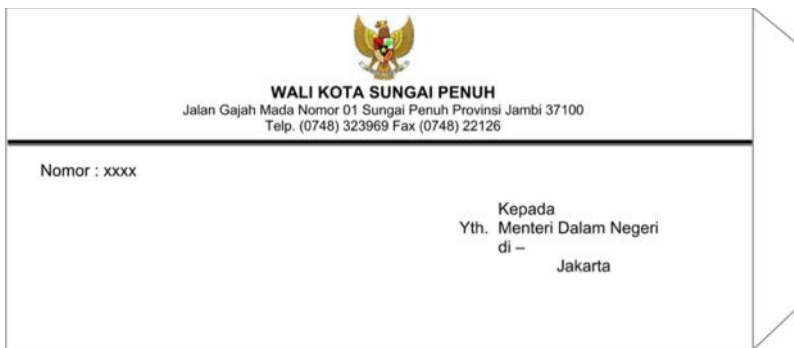 WALI KOTA SUNGAI PENUH
Jalan Gajah Mada Nomor 01 Sungai Penuh Provinsi Jambi 37100
Telp. (0748) 323969 Fax (0748) 22126
Nomor : xxxx
Kepada
Yth. Menteri Dalam Negeri
di –
Jakarta